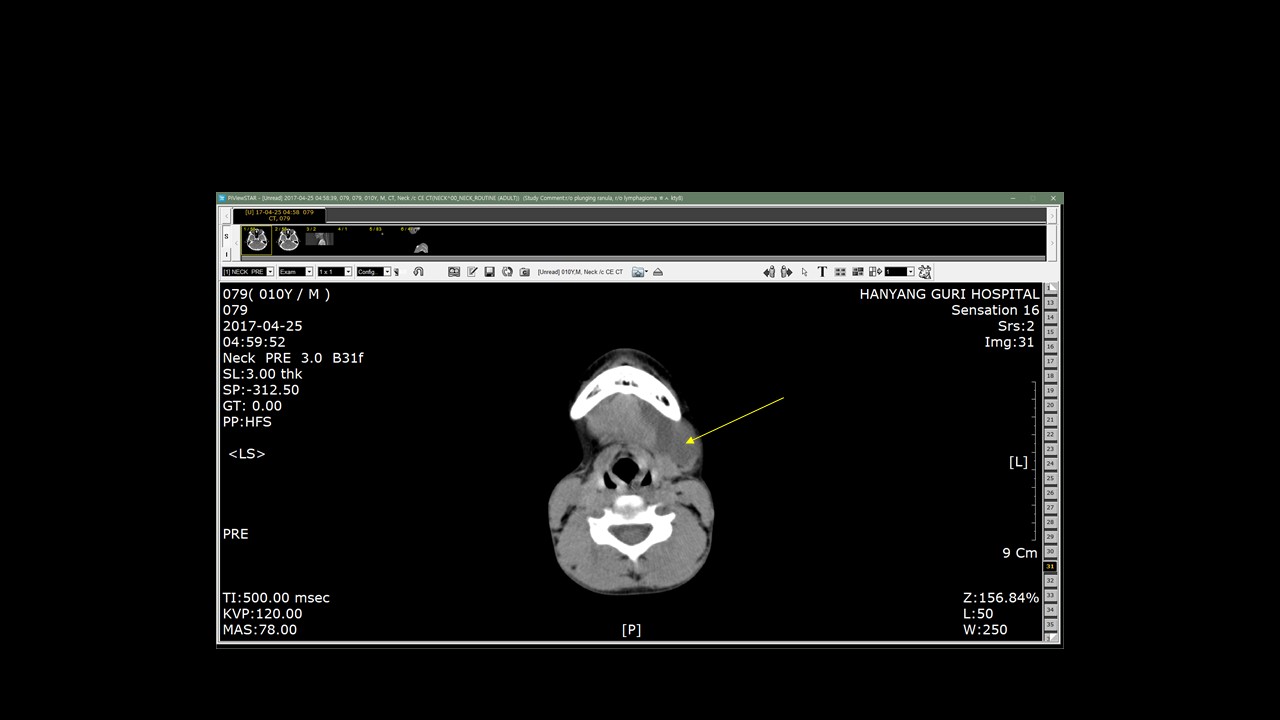 PiViewSTAR - [Unread] 2017-04-25 04:58:39, 079, 079, 010Y, M, CT, Neck /c CE CT(NECK^00_NECK_ROUTINE (ADULT)) (Study Comment:r/o plunging ranula, r/o lymphagioma
[U] 17-04-25 04:58 079
CT, 079
S
I
3 / 2
4 / 1
[1] NECK PRE
Exam
1 x 1
Config.
[Unread] 010Y,M, Neck /c CE CT
T
1
079( 010Y / M )
079
2017-04-25
04:59:52
Neck PRE 3.0 B31f
SL:3.00 thk
SP:-312.50
GT: 0.00
PP:HFS
<LS>
PRE
TI:500.00 msec
KVP:120.00
MAS:78.00
[P]
HANYANG GURI HOSPITAL
Sensation 16
Srs:2
Img:31
[L]
9 Cm
Z:156.84%
L:50
W:250
13
14
15
16
17
18
19
20
21
22
23
24
25
26
27
28
29
30
31
32
33
34
35